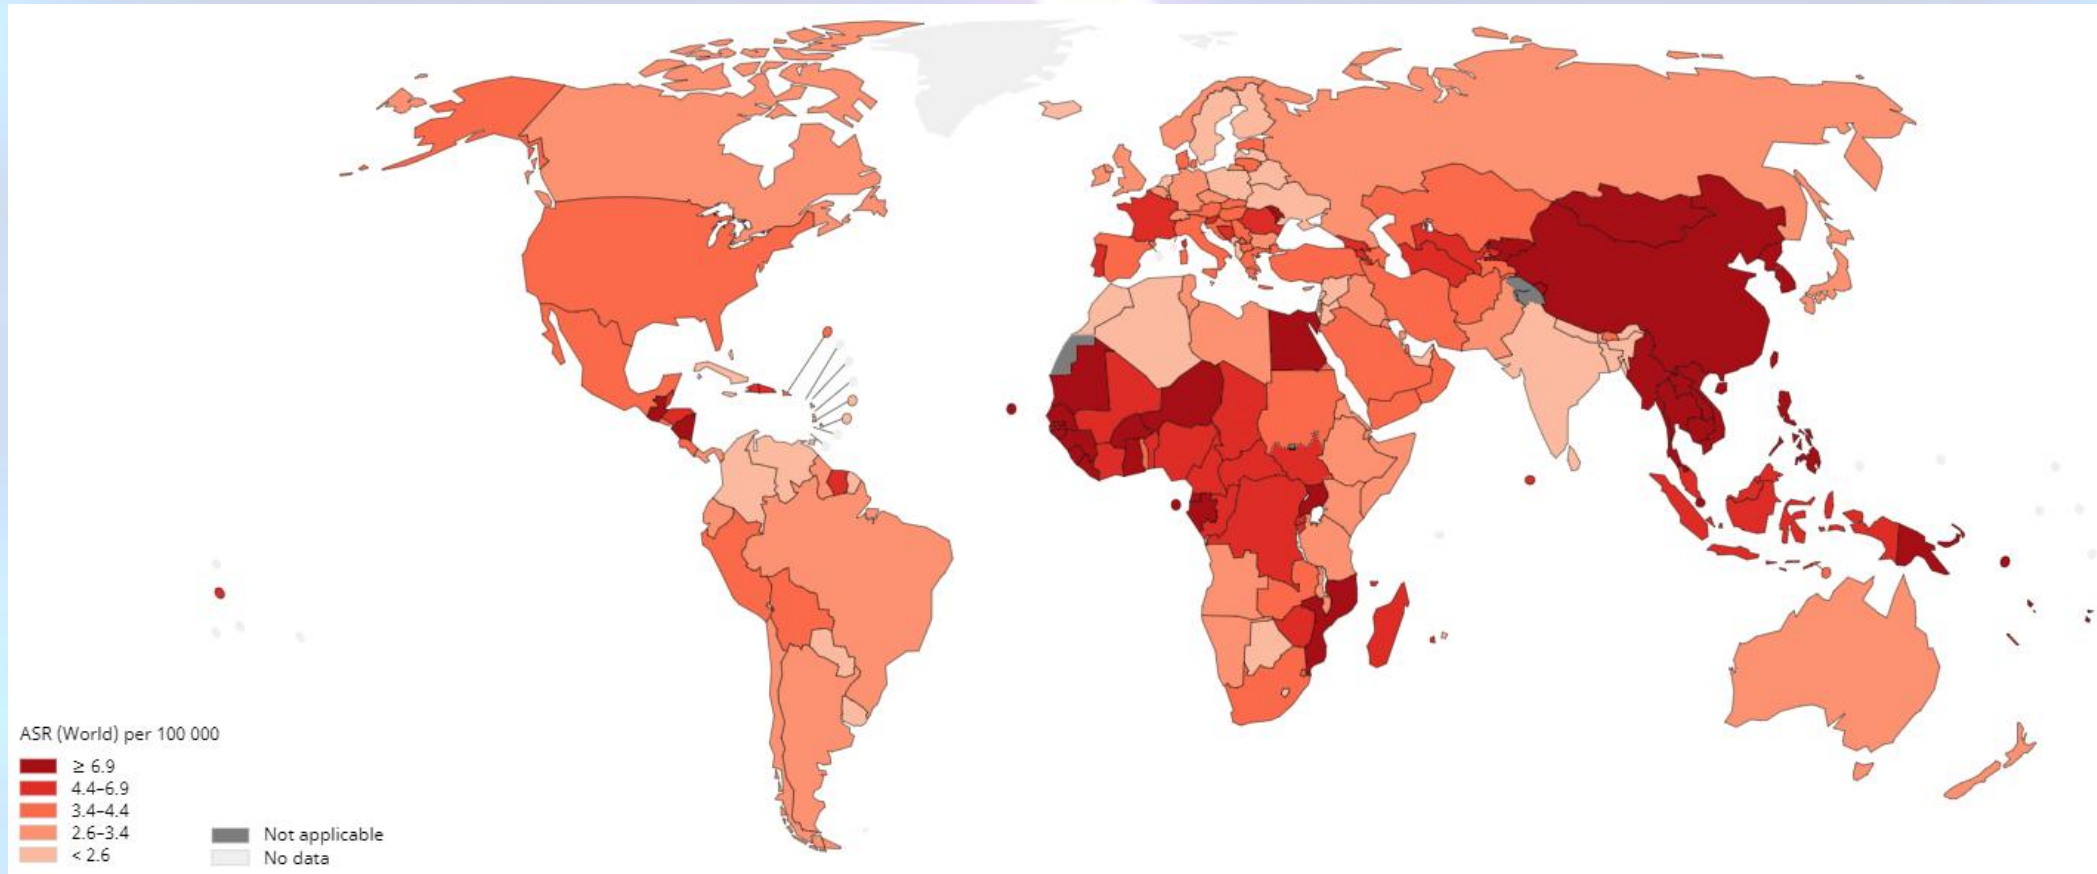 ASR (World) per 100 000
≥ 6.9
4.4–6.9
3.4–4.4
2.6–3.4
< 2.6
Not applicable
No data